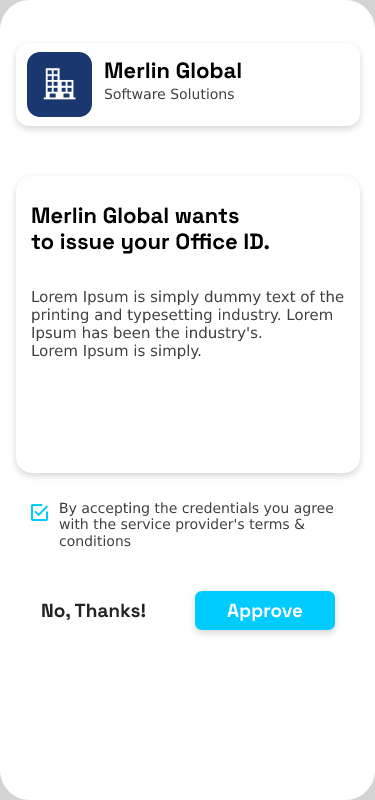 Merlin Global
Software Solutions
Merlin Global wants
to issue your Office ID.
Lorem Ipsum is simply dummy text of the
printing and typesetting industry. Lorem
Ipsum has been the industry's.
Lorem Ipsum is simply.
By accepting the credentials you agree
with the service provider's terms &
conditions
No, Thanks!
Approve